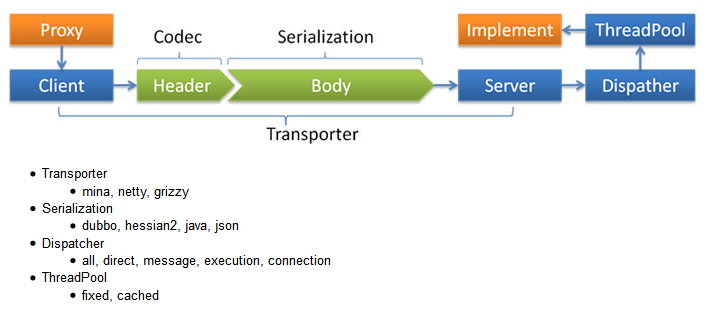 Proxy Codec Serialization Implement ThreadPool
Client Header Body Server Dispather
Transporter
• Transporter
• mina, netty, grizzy
• Serialization
• dubbo, hessian2, java, json
• Dispatcher
• all, direct, message, execution, connection
• ThreadPool
• fixed, cached